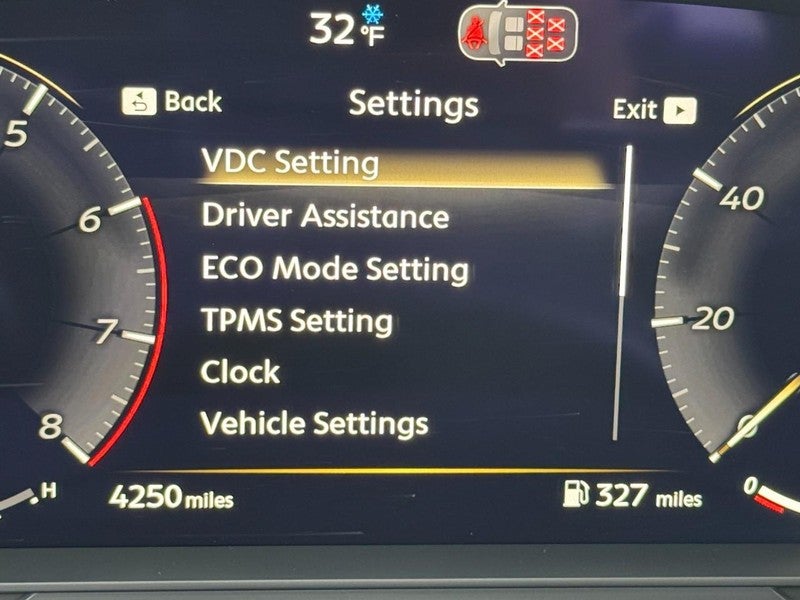 32 °F
Back
Settings
Exit
VDC Setting
Driver Assistance
ECO Mode Setting
TPMS Setting
Clock
Vehicle Settings
5
6
7
8
H
40
20
0
0
4250 miles
327 miles